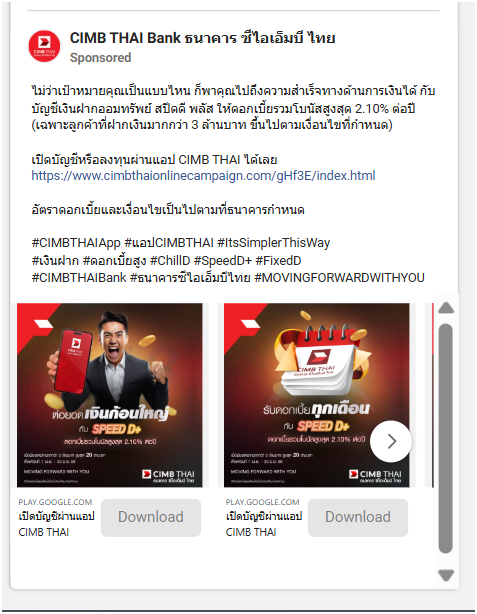 CIMB THAI Bank ธนาคาร ซีไอเอ็มบี ไทย
Sponsored
ไม่ว่าเป้าหมายคุณเป็นแบบไหน ก็พาคุณไปถึงความสำเร็จทางด้านการเงินได้ กับ
บัญชีเงินฝากออมทรัพย์ สปีดดี พลัส ให้ดอกเบี้ยรวมโบนัสสูงสุด 2.10% ต่อปี
(เฉพาะลูกค้าที่ฝากเงินมากกว่า 3 ล้านบาท ขึ้นไปตามเงื่อนไขที่กำหนด)
เปิดบัญชีหรือลงทุนผ่านแอป CIMB THAI ได้เลย
https://www.cimbthaionlinecampaign.com/gHf3E/index.html
อัตราดอกเบี้ยและเงื่อนไขเป็นไปตามที่ธนาคารกำหนด
#CIMBTHAIApp #แอปCIMBTHAI #ItsSimplerThisWay
#เงินฝาก #ดอกเบี้ยสูง #ChillD #SpeedD+ #FixedD
#CIMBTHAIBank #ธนาคารซีไอเอ็มบีไทย #MOVINGFORWARDWITHYOU
ต่อยอด เงินก้อนใหญ่
กับ SPEED D+
ดอกเบี้ยรวมโบนัสสูงสุด 2.10% ต่อปี
MOVING FORWARD WITH YOU
CIMB THAI
CIMB THAI
รับดอกเบี้ย ทุกเดือน
กับ SPEED D+
ดอกเบี้ยรวมโบนัสสูงสุด 2.10% ต่อปี
MOVING FORWARD WITH YOU
CIMB THAI
PLAY.GOOGLE.COM
เปิดบัญชีผ่านแอป
CIMB THAI
Download
PLAY.GOOGLE.COM
เปิดบัญชีผ่านแอป
CIMB THAI
Download